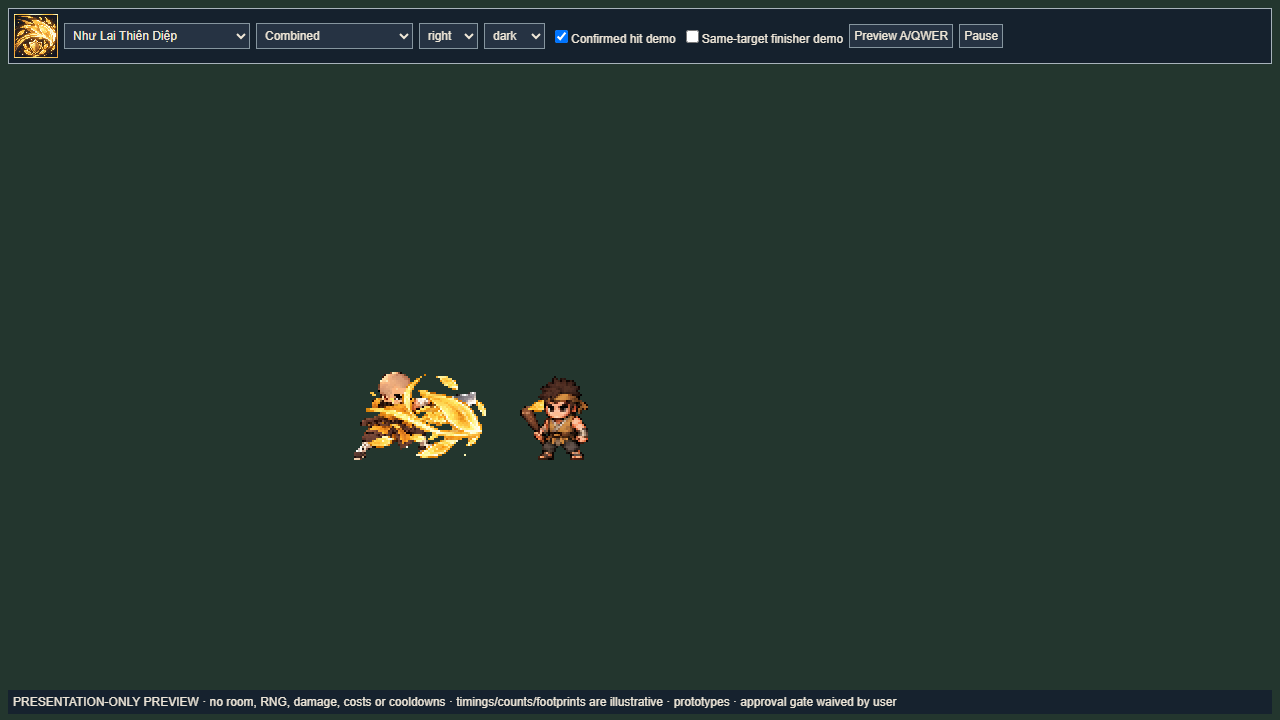 Như Lai Thiên Diệp Combined right dark Confirmed hit demo Same-target finisher demo Preview A/QWER Pause
PRESENTATION-ONLY PREVIEW · no room, RNG, damage, costs or cooldowns · timings/counts/footprints are illustrative · prototypes · approval gate waived by user